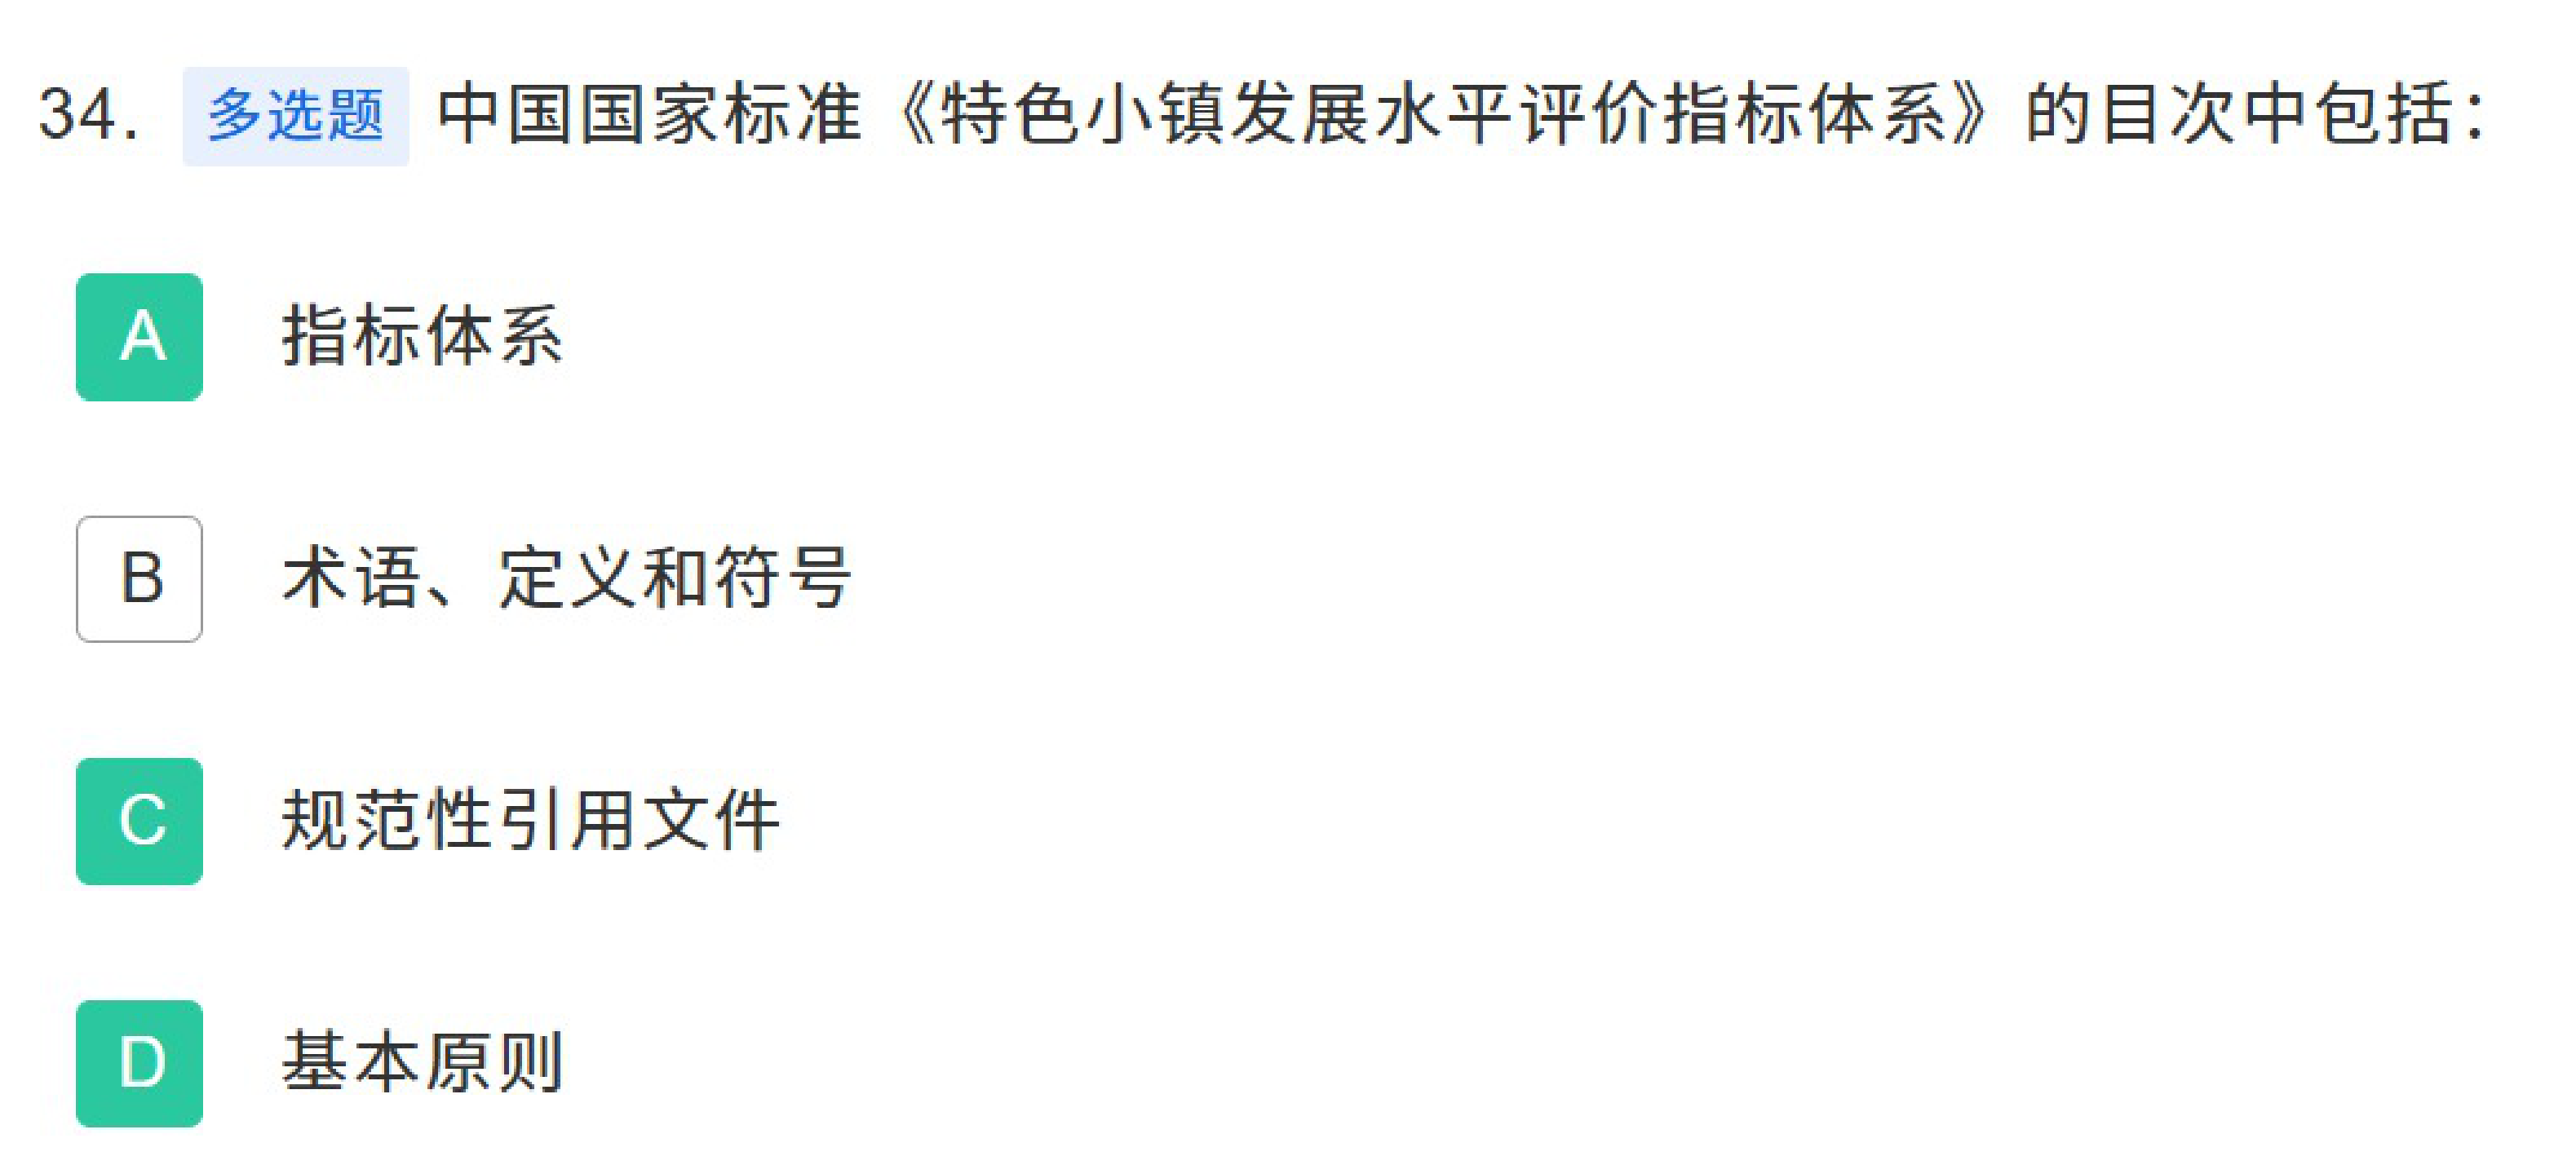 34. 多选题 中国国家标准《特色小镇发展水平评价指标体系》的目次中包括：
A 指标体系
B 术语、定义和符号
C 规范性引用文件
D 基本原则